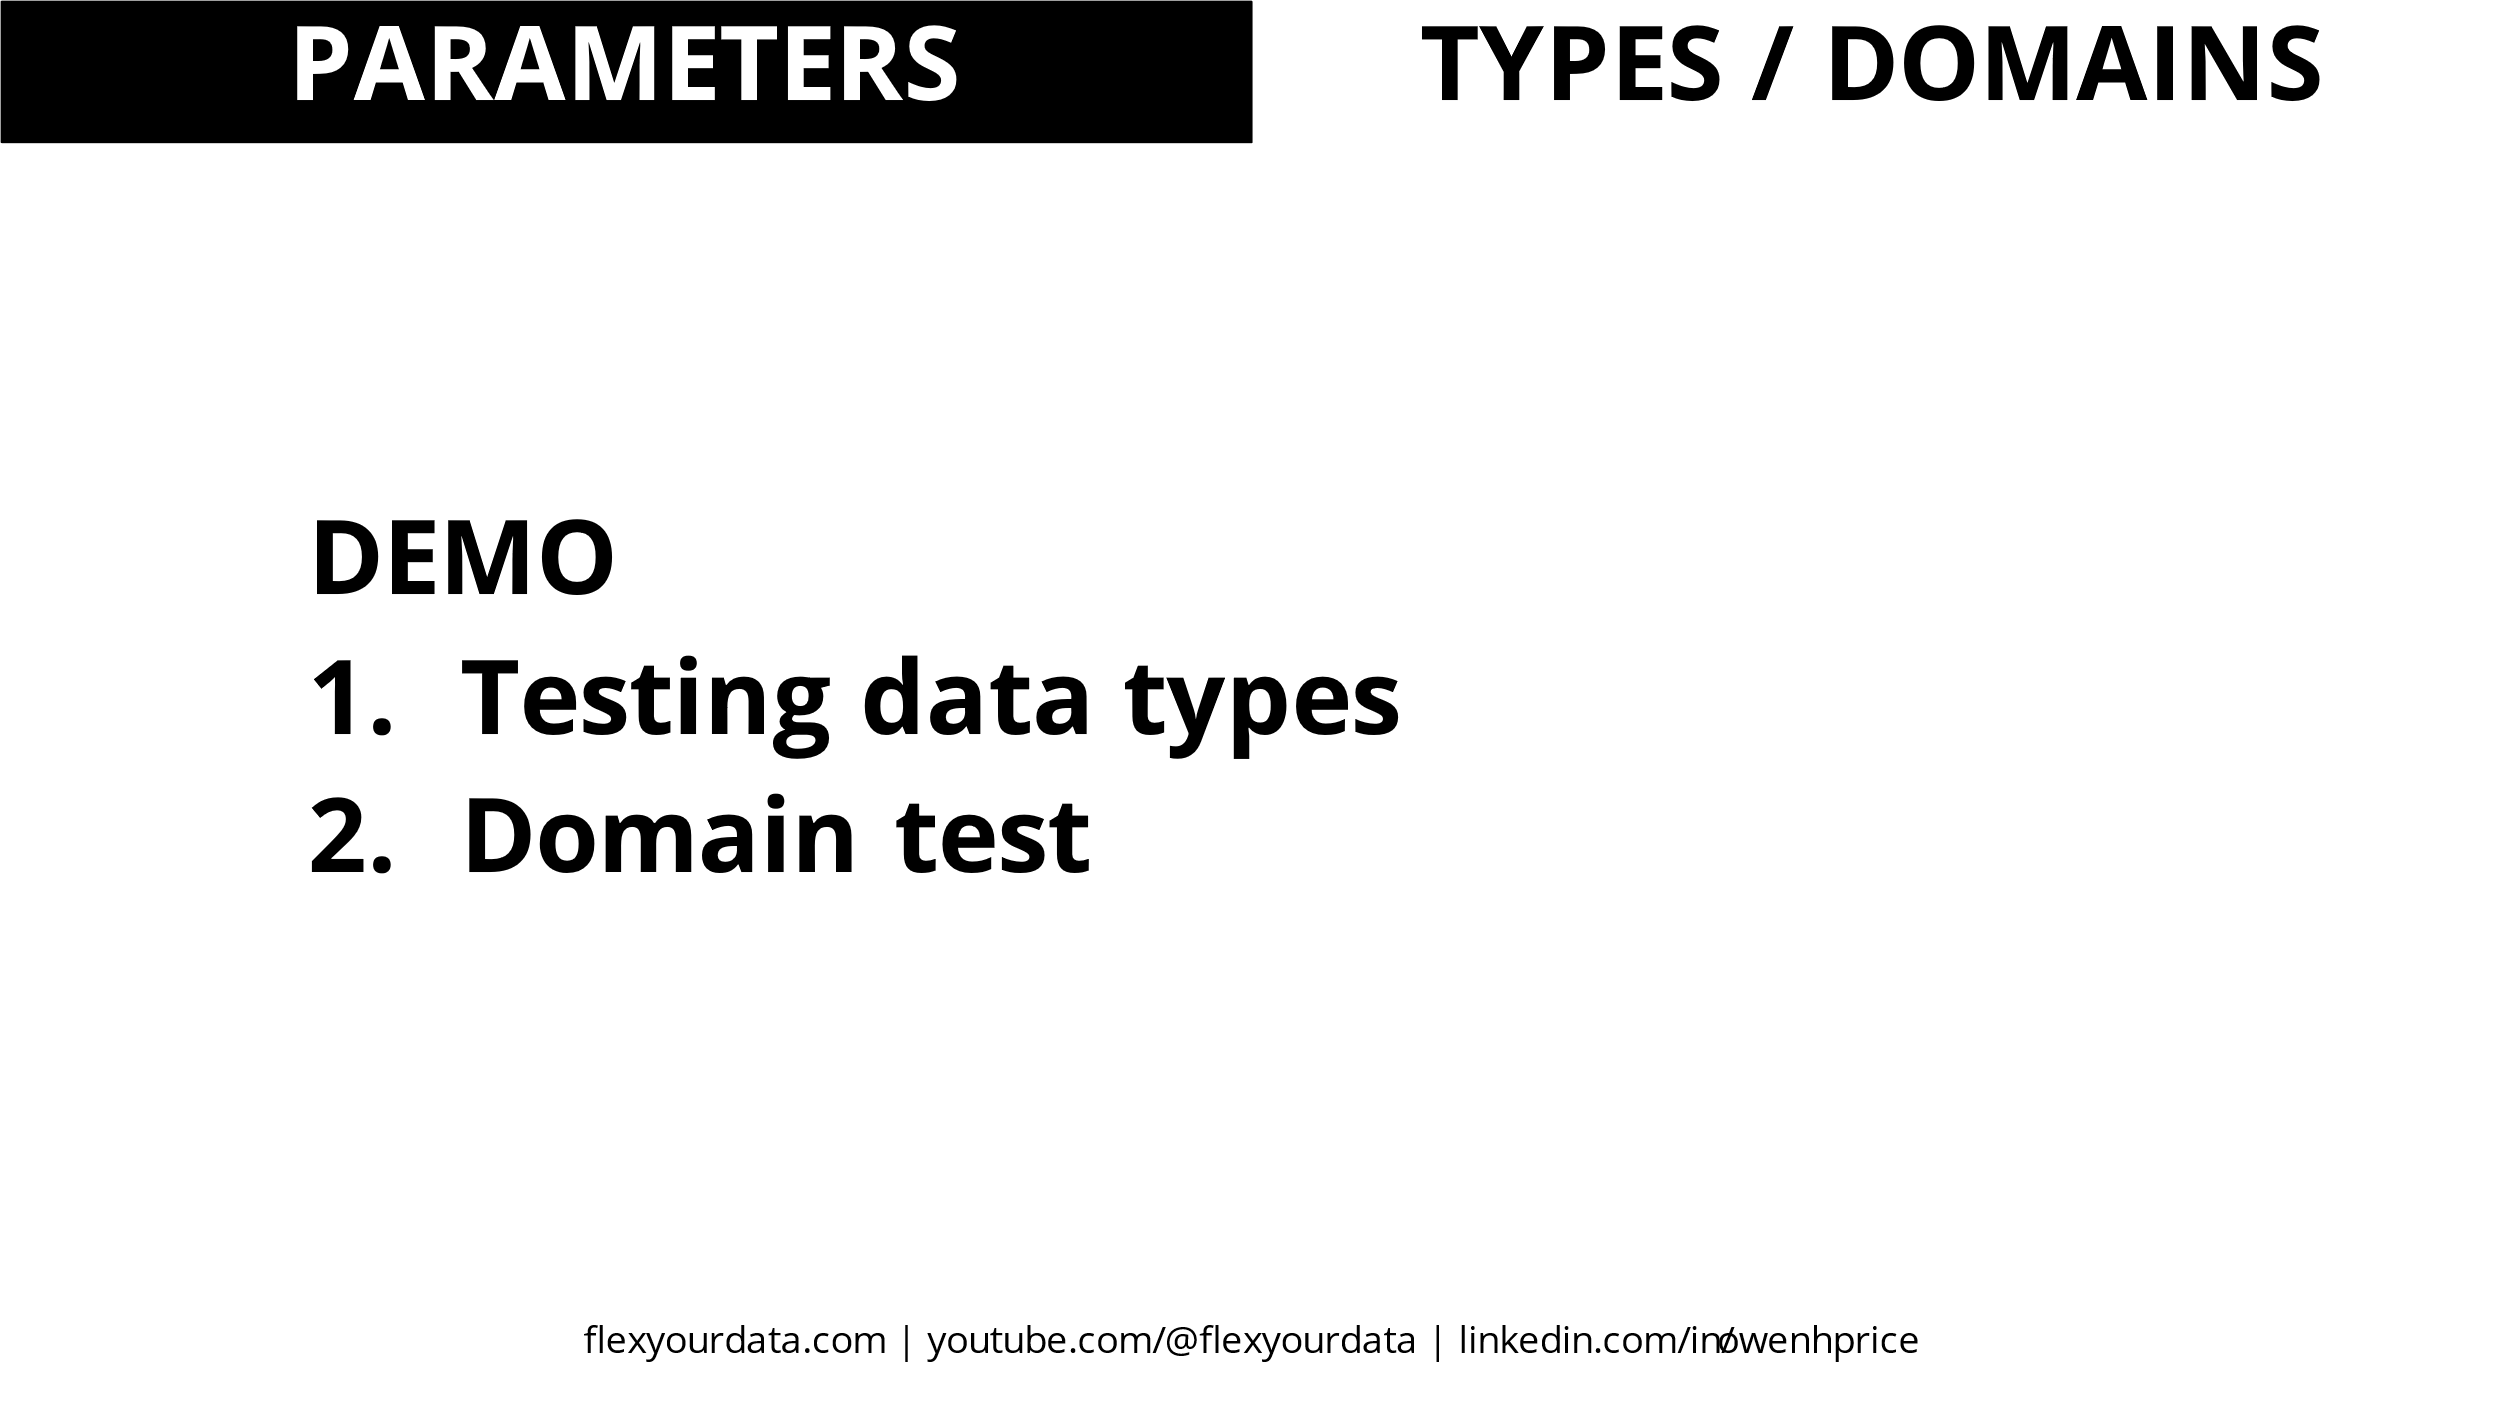 PARAMETERS
TYPES / DOMAINS
DEMO
1. Testing data types
2. Domain test
flexyourdata.com | youtube.com/@flexyourdata | linkedin.com/in/owenhprice